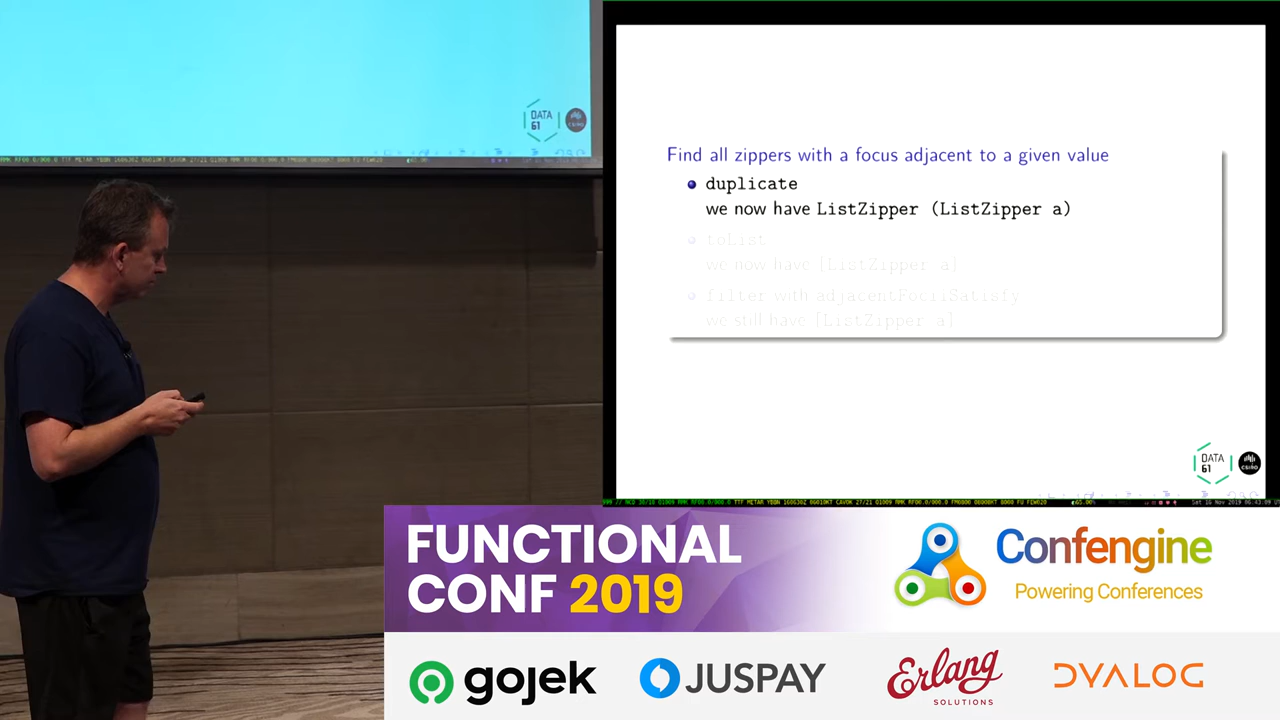 DATA
61
Find all zippers with a focus adjacent to a given value
duplicate
we now have ListZipper (ListZipper a)
toList
we now have [ListZipper a]
filter with adjacentFociiSatisfy
we still have [ListZipper a]
DATA
61
CSIRO
FUNCTIONAL
CONF 2019
Confengine
Powering Conferences
gojek
JUSPAY
Erlang
SOLUTIONS
DYALOG